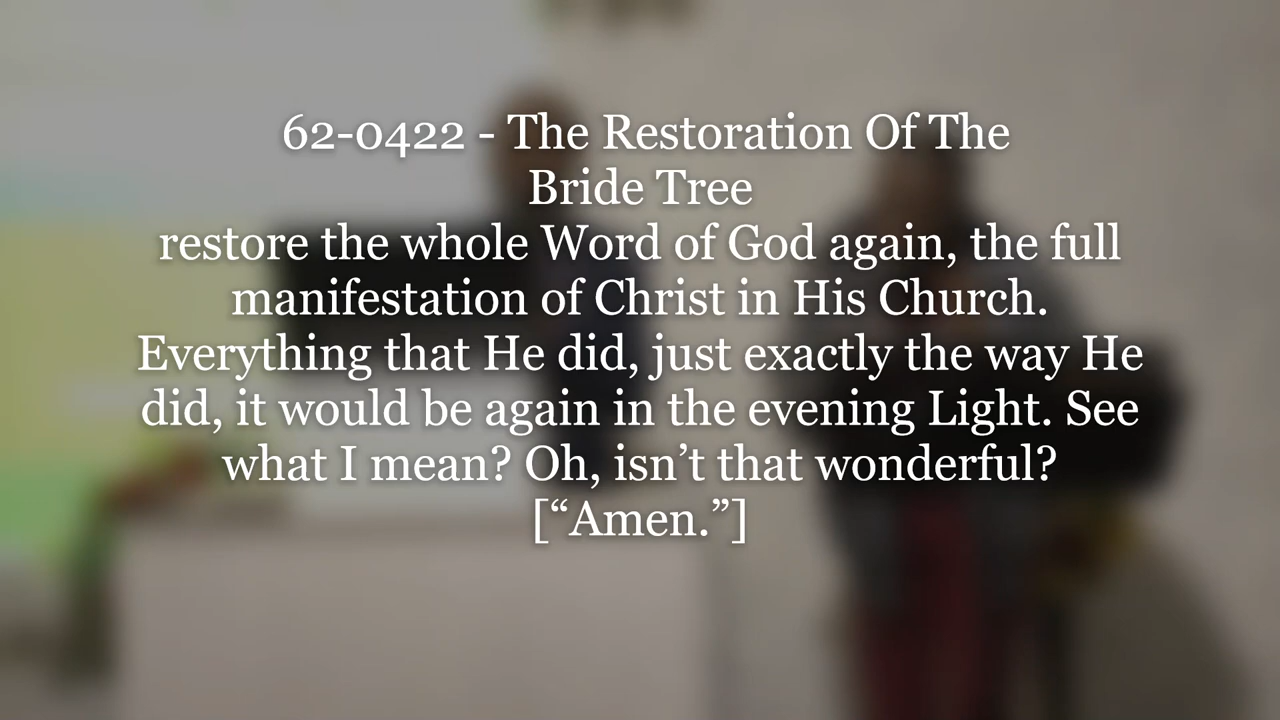 62-0422 - The Restoration Of The
Bride Tree
restore the whole Word of God again, the full
manifestation of Christ in His Church.
Everything that He did, just exactly the way He
did, it would be again in the evening Light. See
what I mean? Oh, isn’t that wonderful?
[“Amen.”]